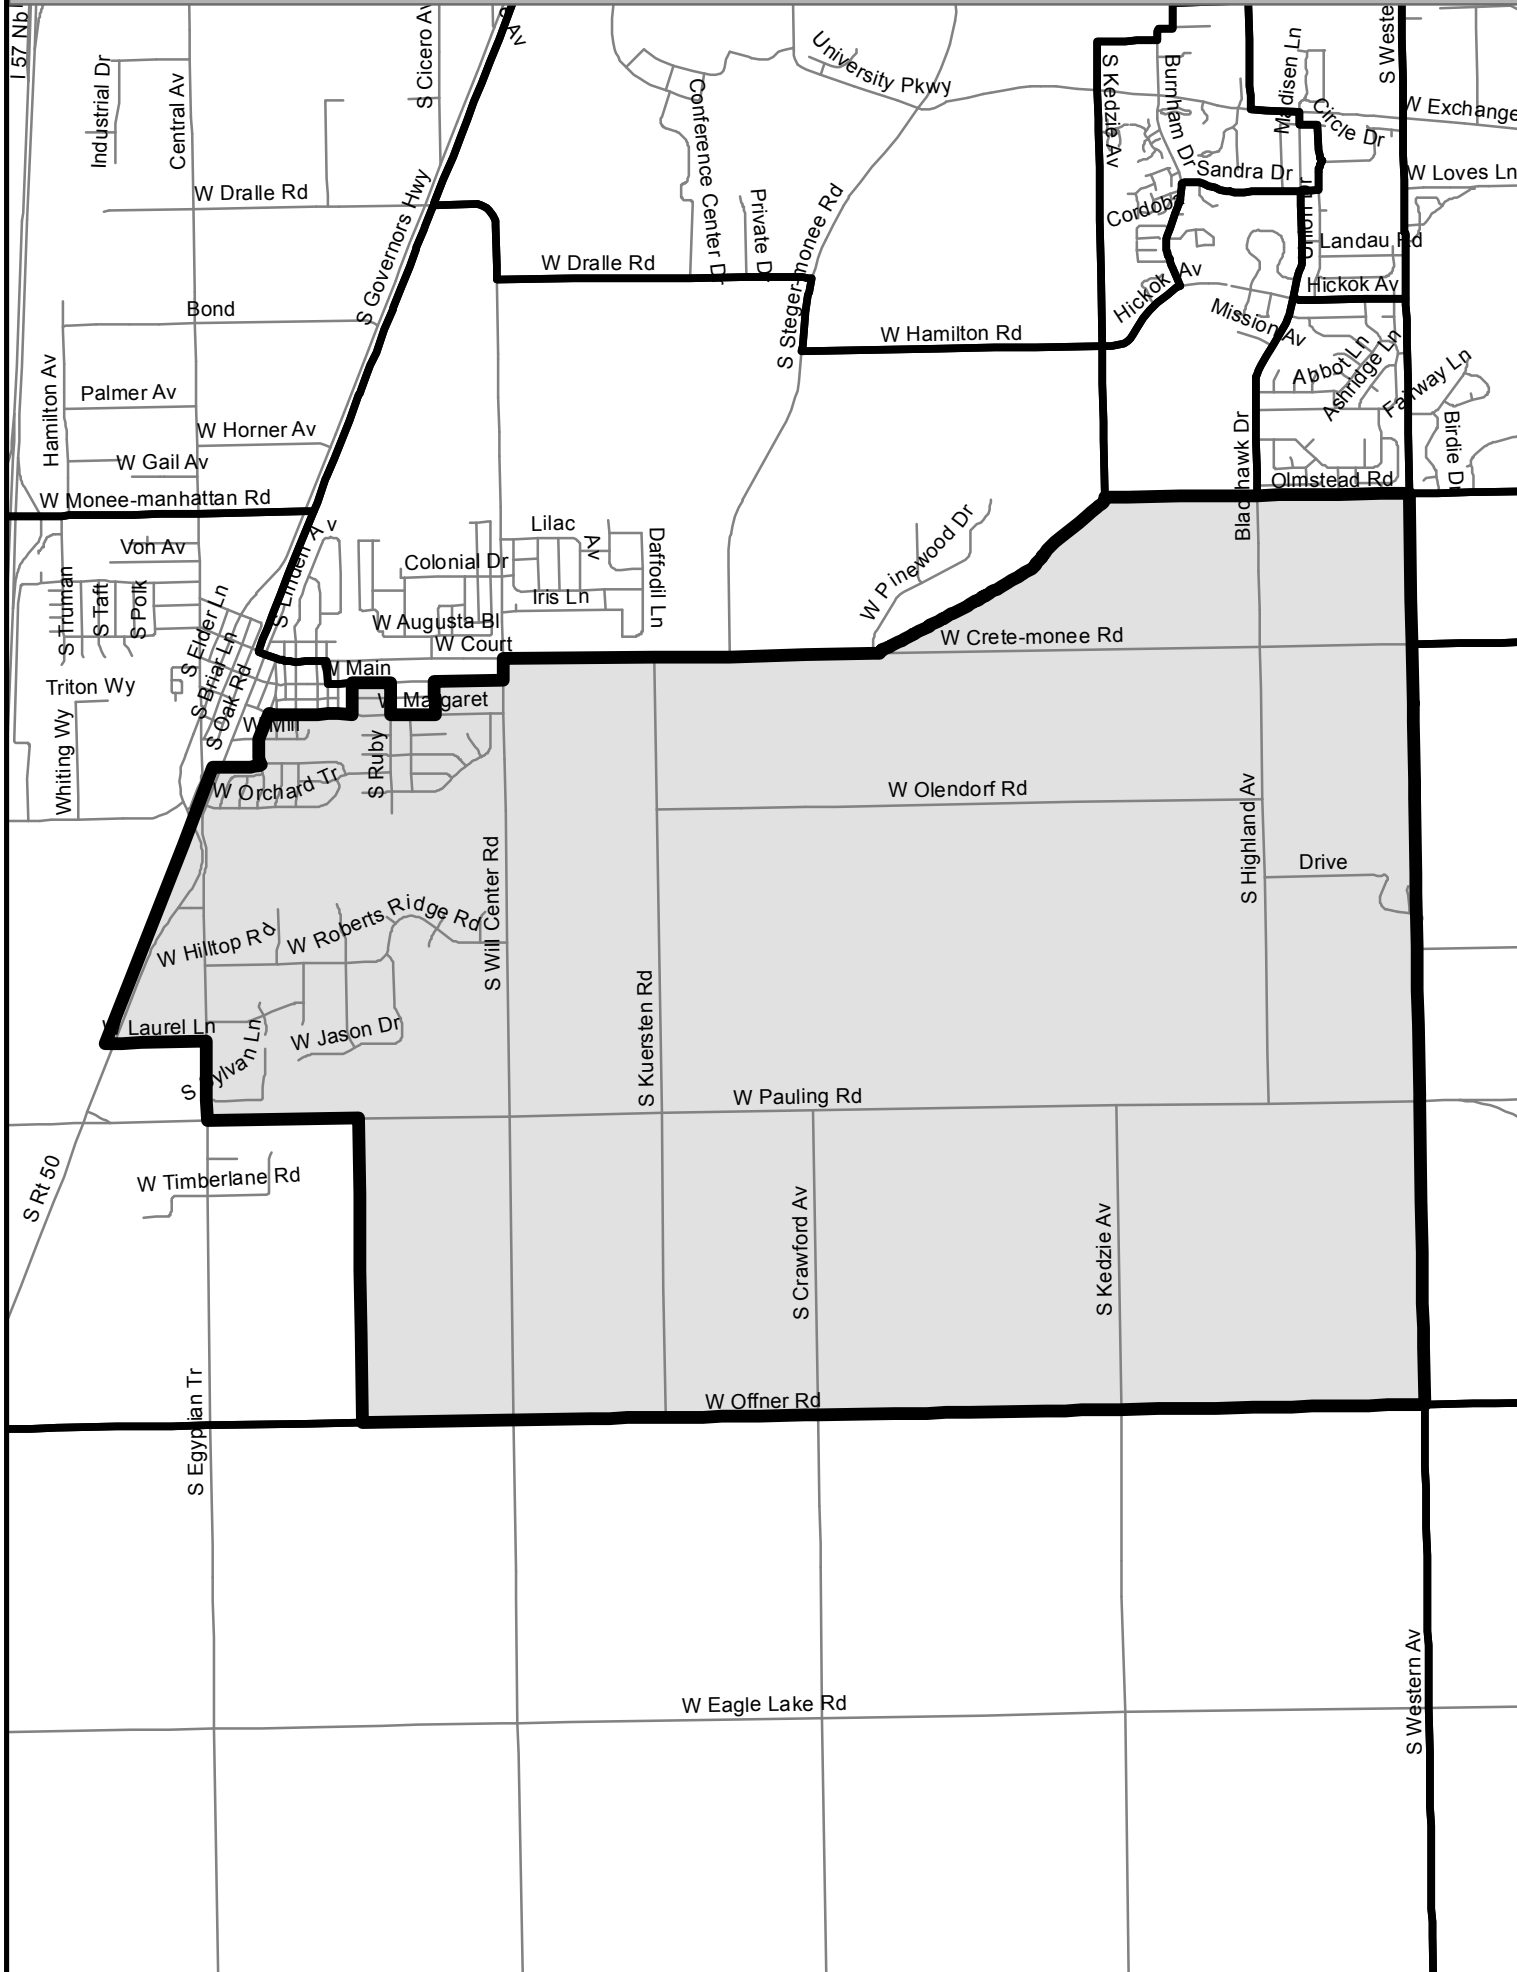 I 57 Nb
Industrial Dr
Central Av
S Cicero Av
Av
University Pkwy
Conference Center D
Private D
S Kedzie Av
Burnham Dr
Madisen Ln
Circle Dr
S Weste
W Exchange
W Loves Ln
Sandra Dr
Cordoba
Union Dr
Landau Rd
Hickok Av
Hickok Av
Mission Av
Abbot Ln
Ashridge Ln
Fairway Ln
Birdie D
W Dralle Rd
S Governors Hwy
W Dralle Rd
S Steger-monee Rd
W Hamilton Rd
Bond
Hamilton Av
Palmer Av
W Horner Av
W Gail Av
W Monee-manhattan Rd
Blackhawk Dr
Olmstead Rd
Von Av
S Truman
S Taft
S Polk
S Elder Ln
S Briar Ln
S Oak Rd
S Linden Av
Colonial Dr
Lilac
Av
Daffodil Ln
Iris Ln
W Augusta Bl
W Court
W Pinewood Dr
W Crete-monee Rd
Triton Wy
Whiting Wy
W Main
W Margaret
W Mill
S Ruby
W Orchard Tr
W Olendorf Rd
S Highland Av
Drive
S Will Center Rd
W Hilltop Rd
W Roberts Ridge Rd
S Kuersten Rd
W Laurel Ln
S Sylvan Ln
W Jason Dr
W Pauling Rd
S Rt 50
W Timberlane Rd
S Crawford Av
S Kedzie Av
S Egyptian Tr
W Offner Rd
W Eagle Lake Rd
S Western Av